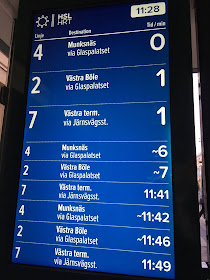 HSL
HRT
11:28
Linje Destination Tid / min
4 Munksnäs 0
via Glaspalatset
2 Västra Böle 1
via Glaspalatset
7 Västra term. 1
via Järnvägsst.
4 Munksnäs ~6
via Glaspalatset
2 Västra Böle ~7
via Glaspalatset
7 Västra term. 11:41
via Järnvägsst.
4 Munksnäs ~11:42
via Glaspalatset
2 Västra Böle ~11:46
via Glaspalatset
7 Västra term. 11:49
via Järnvägsst.